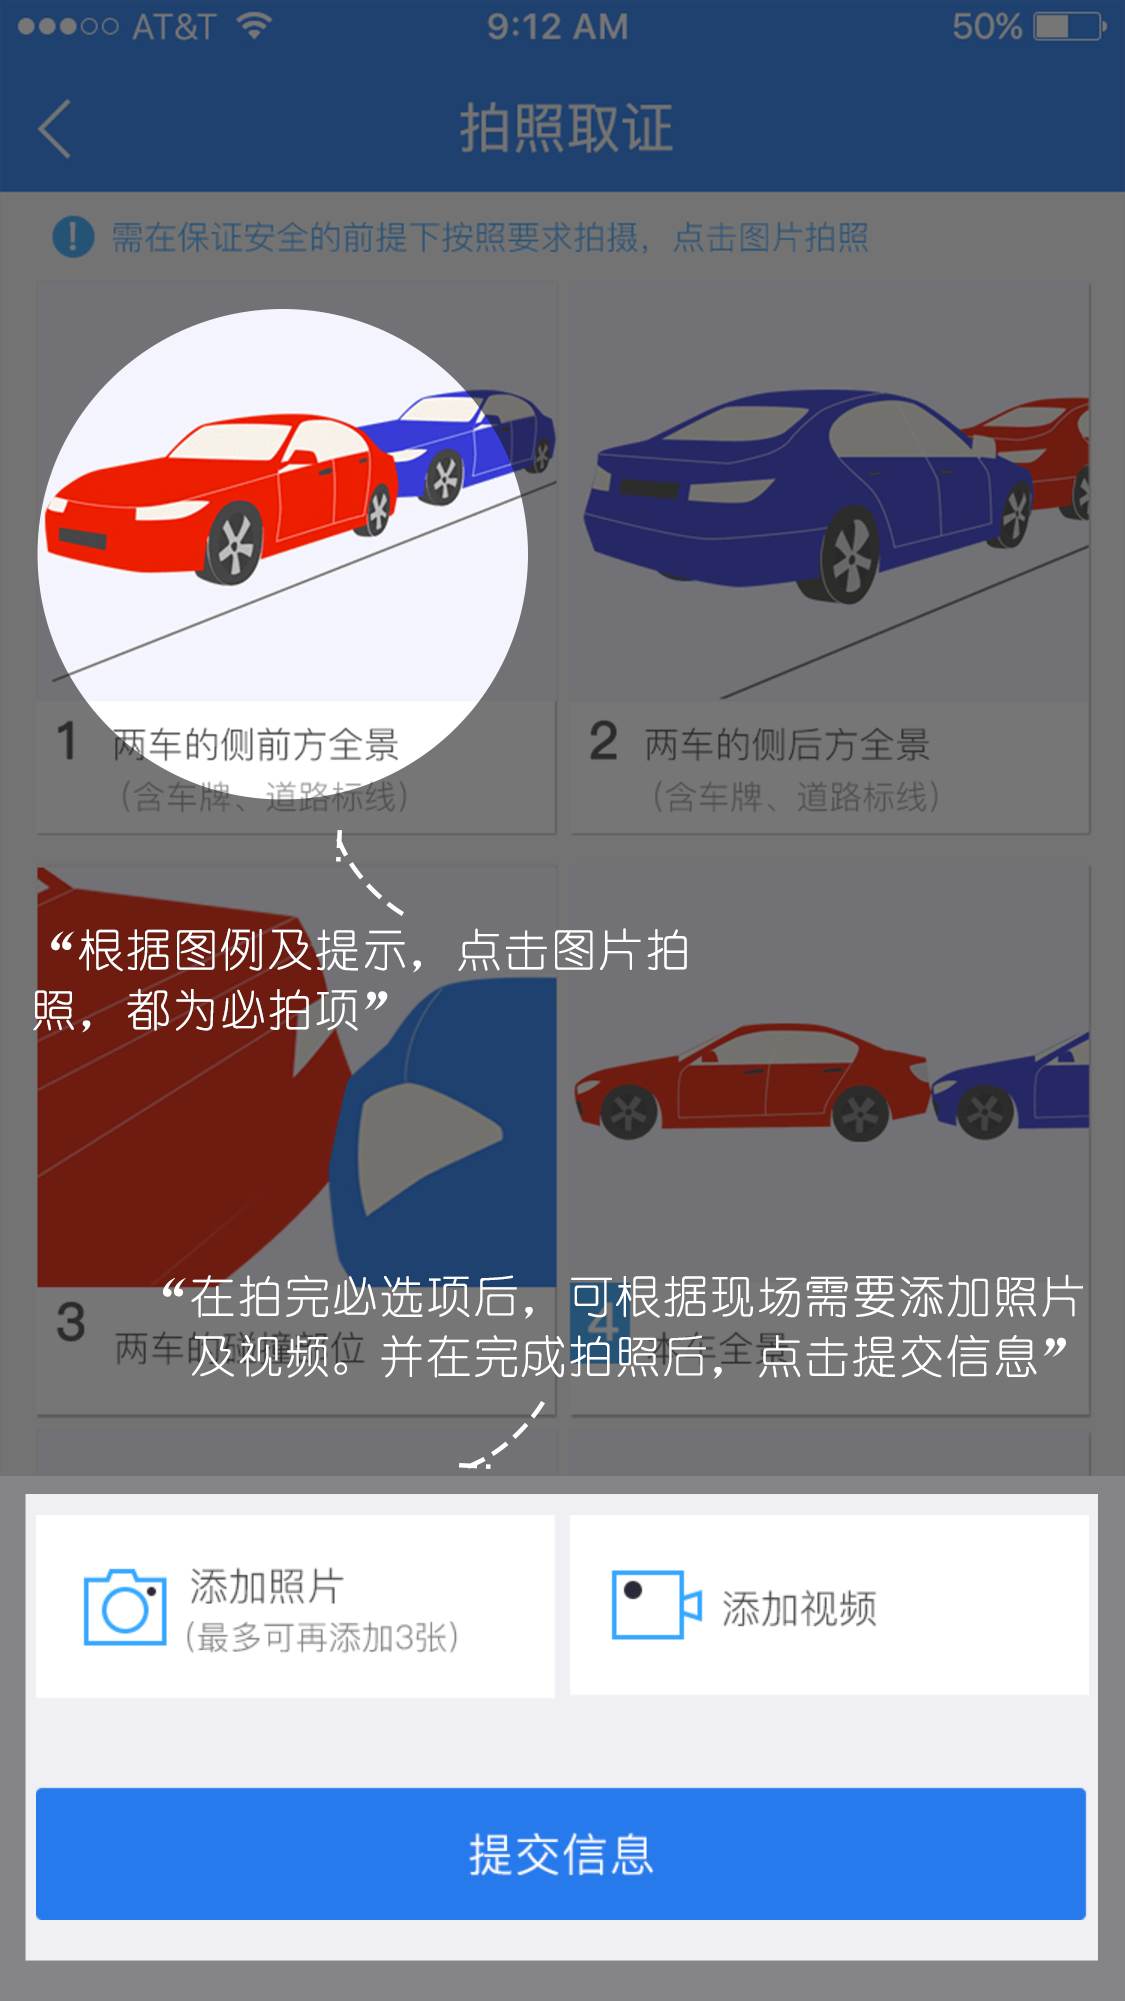 AT&T 9:12 AM 50%
拍照取证
! 需在保证安全的前提下按照要求拍摄，点击图片拍照
1 两车的侧前方全景
（含车牌、道路标线）
2 两车的侧后方全景
（含车牌、道路标线）
“根据图例及提示，点击图片拍
照，都为必拍项”
“在拍完必选项后，可根据现场需要添加照片
及视频。并在完成拍照后，点击提交信息”
3 两车的碰撞部位
4 本车全景
添加照片
(最多可再添加3张)
添加视频
提交信息